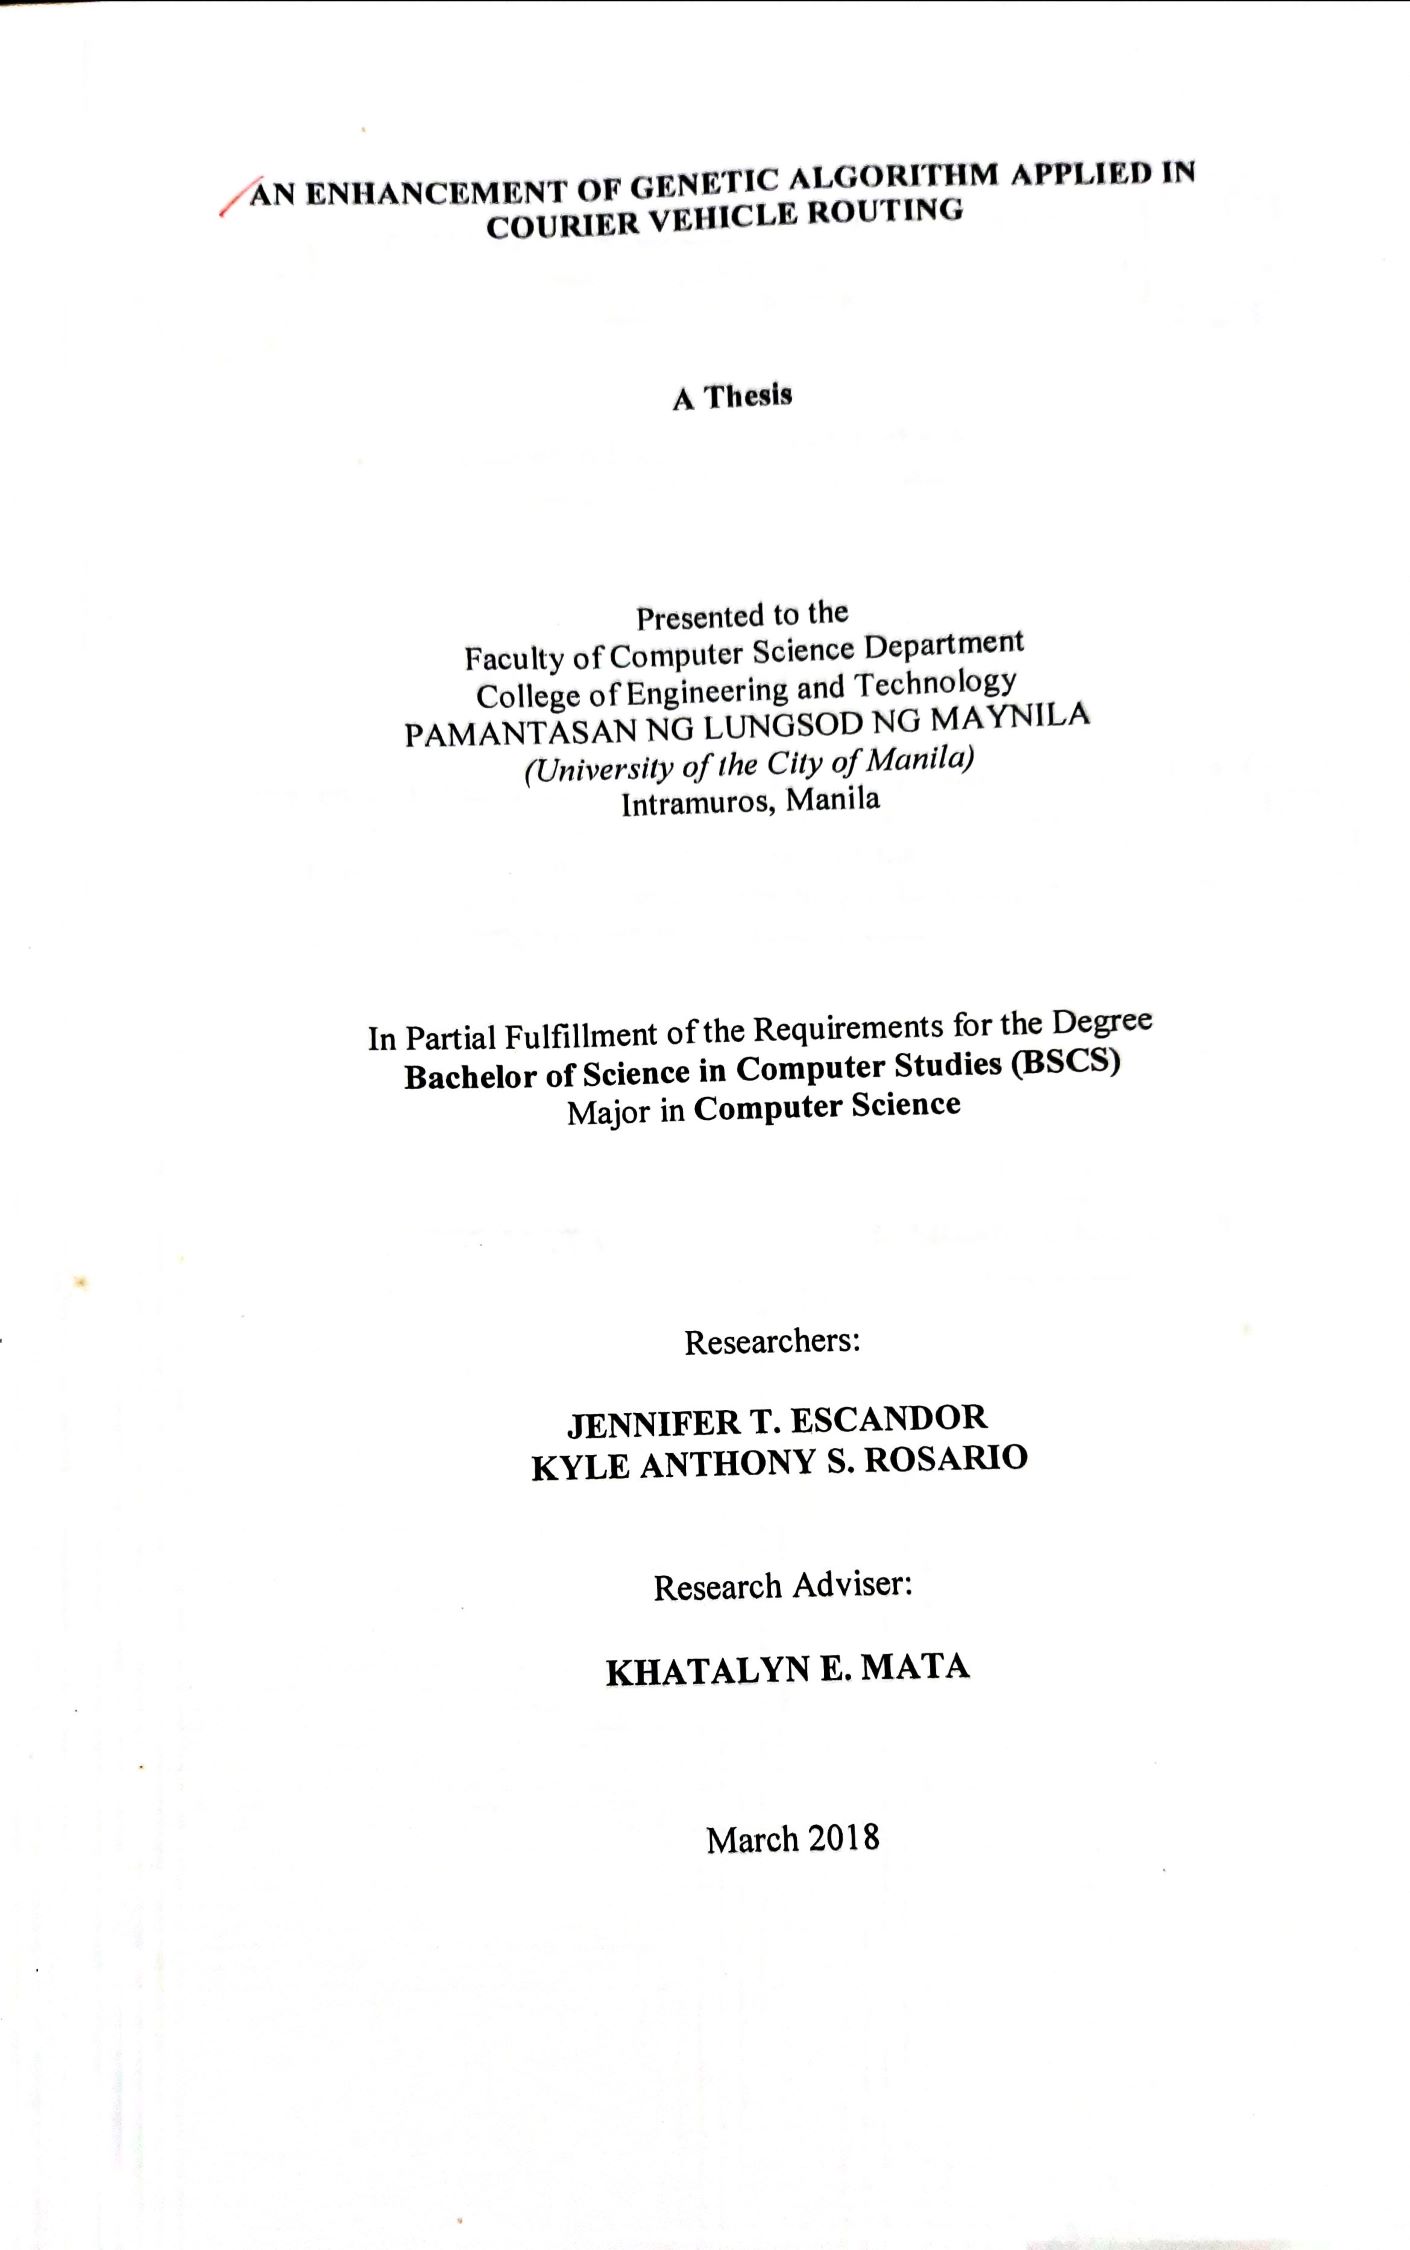 AN ENHANCEMENT OF GENETIC ALGORITHM APPLIED IN
COURIER VEHICLE ROUTING
A Thesis
Presented to the
Faculty of Computer Science Department
College of Engineering and Technology
PAMANTASAN NG LUNGSOD NG MAYNILA
(University of the City of Manila)
Intramuros, Manila
In Partial Fulfillment of the Requirements for the Degree
Bachelor of Science in Computer Studies (BSCS)
Major in Computer Science
Researchers:
JENNIFER T. ESCANDOR
KYLE ANTHONY S. ROSARIO
Research Adviser:
KHATALYN E. MATA
March 2018